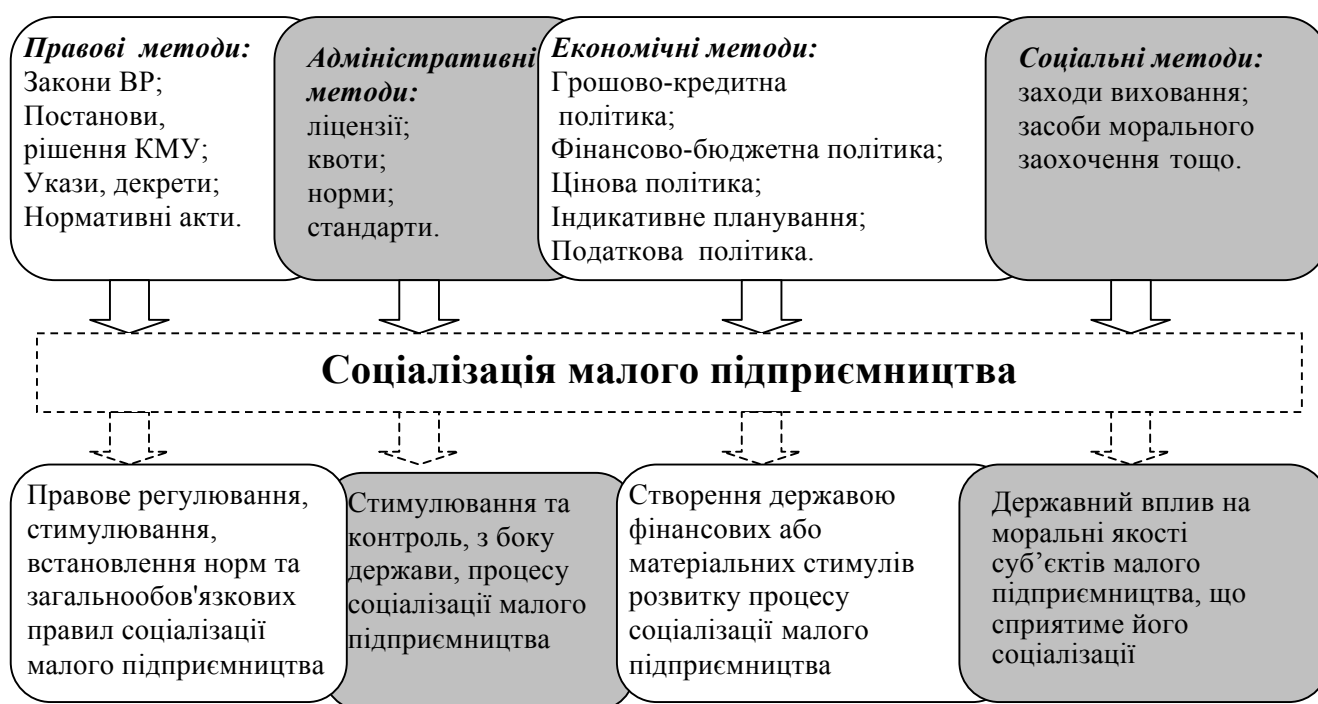 Правові методи:
Закони ВР;
Постанови,
рішення КМУ;
Укази, декрети;
Нормативні акти.
Адміністративні
методи:
ліцензії;
квоти;
норми;
стандарти.
Економічні методи:
Грошово-кредитна
політика;
Фінансово-бюджетна політика;
Цінова політика;
Індикативне планування;
Податкова політика.
Соціальні методи:
заходи виховання;
засоби морального
заохочення тощо.
Соціалізація малого підприємництва
Правове регулювання,
стимулювання,
встановлення норм та
загальнообов'язкових
правил соціалізації
малого підприємництва
Стимулювання та
контроль, з боку
держави, процесу
соціалізації малого
підприємництва
Створення державою
фінансових або
матеріальних стимулів
розвитку процесу
соціалізації малого
підприємництва
Державний вплив на
моральні якості
суб’єктів малого
підприємництва, що
сприятиме його
соціалізації